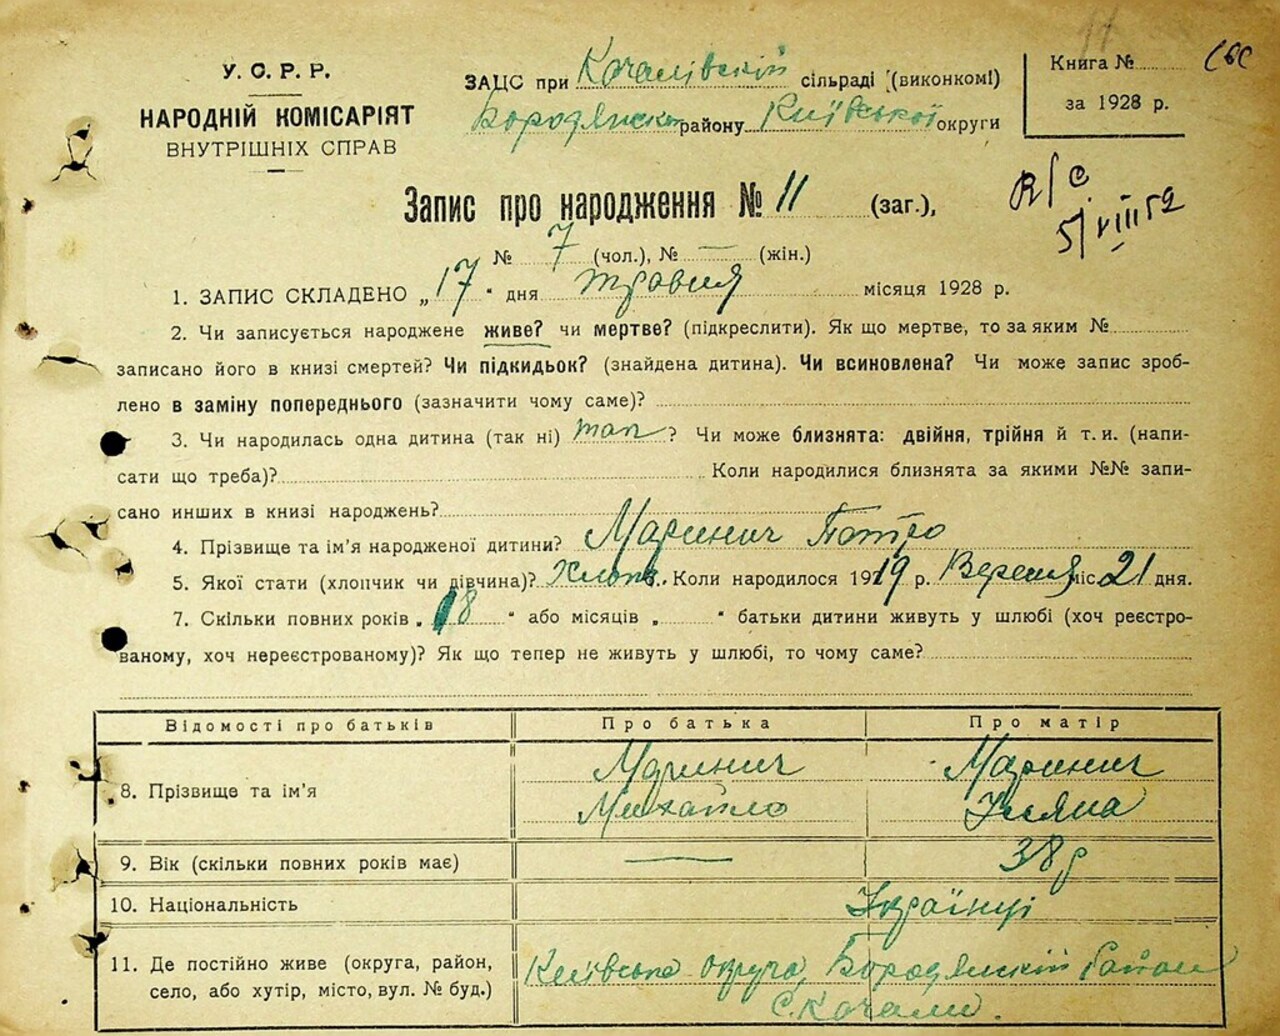 У. С. Р. Р.
НАРОДНІЙ КОМІСАРІЯТ
ВНУТРІШНІХ СПРАВ
ЗАЦС при Качалівській сільраді (виконкомі)
Бородянськ. району Київської округи
Книга №
за 1928 р.
Запис про народження № 11 (заг.),
5/VIII 52
№ 7 (чол.), № — (жін.)
1. ЗАПИС СКЛАДЕНО „17" дня травня місяця 1928 р.
2. Чи записується народжене живе? чи мертве? (підкреслити). Як що мертве, то за яким №
записано його в книзі смертей? Чи підкидьок? (знайдена дитина). Чи всиновлена? Чи може запис зроб-
лено в заміну попереднього (зазначити чому саме)?
3. Чи народилась одна дитина (так ні) так? Чи може близнята: двійня, трійня й т. и. (напи-
сати що треба)? Коли народилися близнята за якими №№ запи-
сано инших в книзі народжень?
4. Прізвище та ім'я народженої дитини? Маринич Петро
5. Якої стати (хлопчик чи дівчина)? Хлопч. Коли народилося 1919 р. Вересня міс. 21 дня.
7. Скільки повних років „18" або місяців „ " батьки дитини живуть у шлюбі (хоч реєстро-
ваному, хоч нереєстрованому)? Як що тепер не живуть у шлюбі, то чому саме?
Відомості про батьків Про батька Про матір
8. Прізвище та ім'я Маринич Михайло Маринич Уляна
9. Вік (скільки повних років має) — 38 р
10. Національність Українці
11. Де постійно живе (округа, район,
село, або хутір, місто, вул. № буд.) Київська округа, Бородянській район
с. Качали.